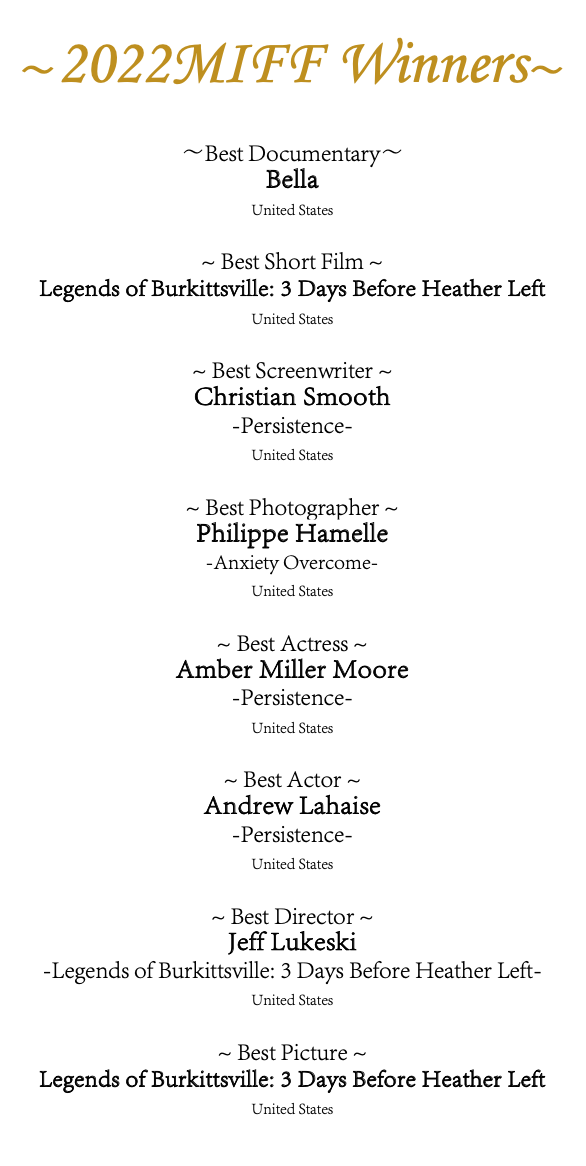 ~2022MIFF Winners~
~Best Documentary~
Bella
United States
~ Best Short Film ~
Legends of Burkittsville: 3 Days Before Heather Left
United States
~ Best Screenwriter ~
Christian Smooth
-Persistence-
United States
~ Best Photographer ~
Philippe Hamelle
-Anxiety Overcome-
United States
~ Best Actress ~
Amber Miller Moore
-Persistence-
United States
~ Best Actor ~
Andrew Lahaise
-Persistence-
United States
~ Best Director ~
Jeff Lukeski
-Legends of Burkittsville: 3 Days Before Heather Left-
United States
~ Best Picture ~
Legends of Burkittsville: 3 Days Before Heather Left
United States